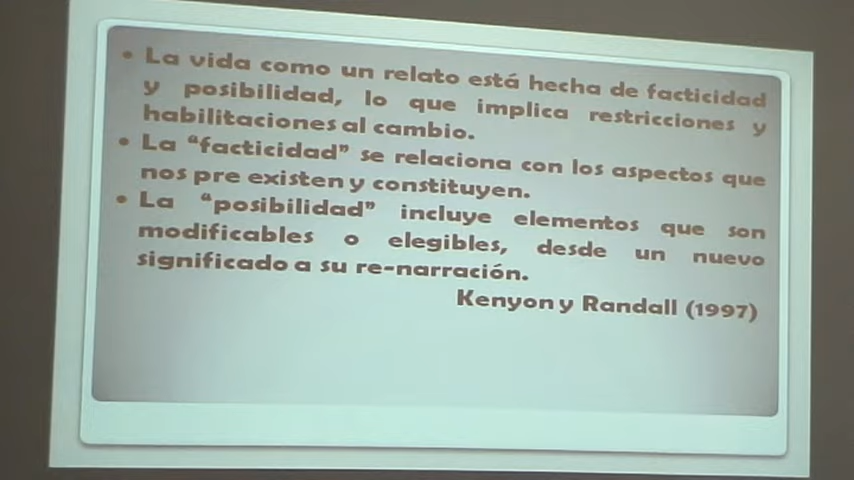 • La vida como un relato está hecha de facticidad
y posibilidad, lo que implica restricciones y
habilitaciones al cambio.
• La “facticidad” se relaciona con los aspectos que
nos pre existen y constituyen.
• La “posibilidad” incluye elementos que son
modificables o elegibles, desde un nuevo
significado a su re-narración.
Kenyon y Randall (1997)